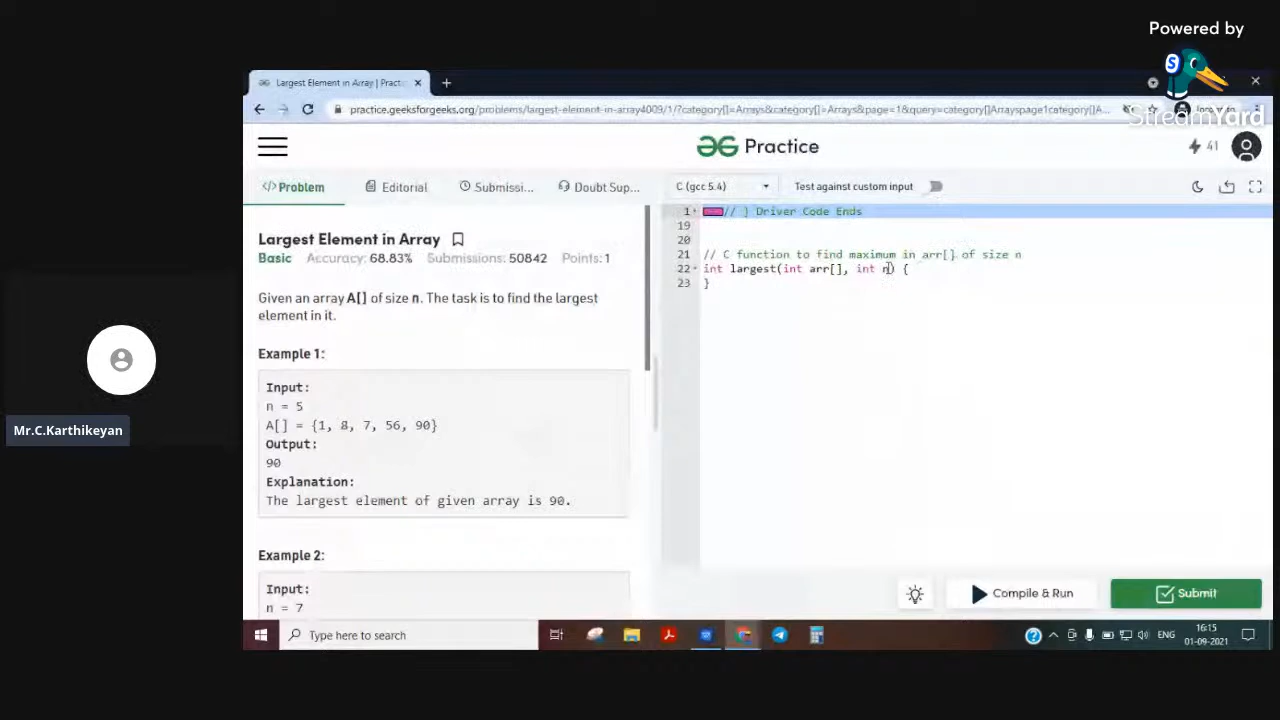 Powered by
StreamYard
Largest Element in Array | Pract
practice.geeksforgeeks.org/problems/largest-element-in-array4009/1/?category[]=Arrays&category[]=Arrays&page=1&query=category[]Arrayspage1category[]A...
Practice
41
</> Problem
Editorial
Submissi...
Doubt Sup...
C (gcc 5.4)
Test against custom input
Largest Element in Array
Basic Accuracy: 68.83% Submissions: 50842 Points: 1
Given an array A[] of size n. The task is to find the largest
element in it.
Example 1:
Input:
n = 5
A[] = {1, 8, 7, 56, 90}
Output:
90
Explanation:
The largest element of given array is 90.
Example 2:
Input:
n = 7
1 // } Driver Code Ends
19
20
21 // C function to find maximum in arr[] of size n
22 int largest(int arr[], int n) {
23 }
Compile & Run
Submit
Mr.C.Karthikeyan
Type here to search
ENG
16:15
01-09-2021